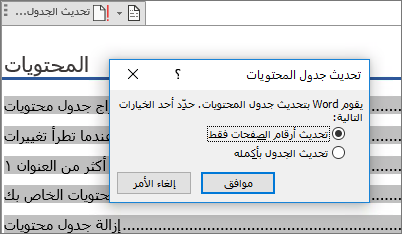 تحديث الجدول...
المحتويات
تحديث جدول المحتويات
؟
يقوم Word بتحديث جدول المحتويات. حدّد أحد الخيارات
التالية:
تحديث أرقام الصفحات فقط
تحديث الجدول بأكمله
موافق
إلغاء الأمر
جدول محتويات
عندما تطرأ تغييرات
أكثر من العنوان ١
محتويات الخاص بك
إزالة جدول محتويات